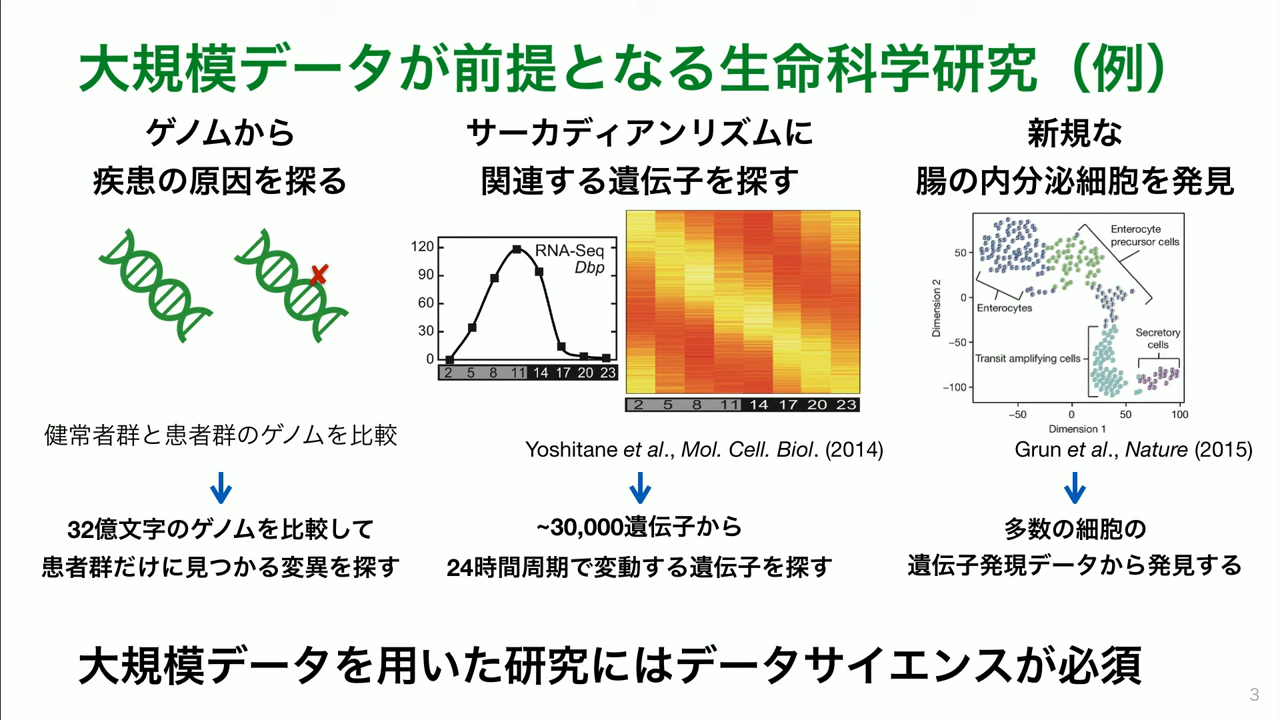 大規模データが前提となる生命科学研究（例）
ゲノムから
疾患の原因を探る
健常者群と患者群のゲノムを比較
32億文字のゲノムを比較して
患者群だけに見つかる変異を探す
サーカディアンリズムに
関連する遺伝子を探す
RNA-Seq
Dbp
120
90
60
30
0
2 5 8 11 14 17 20 23
2 5 8 11 14 17 20 23
Yoshitane et al., Mol. Cell. Biol. (2014)
~30,000遺伝子から
24時間周期で変動する遺伝子を探す
新規な
腸の内分泌細胞を発見
Enterocyte
precursor cells
Enterocytes
Secretory
cells
Transit amplifying cells
Dimension 2
50
0
−50
−100
−50 0 50 100
Dimension 1
Grun et al., Nature (2015)
多数の細胞の
遺伝子発現データから発見する
大規模データを用いた研究にはデータサイエンスが必須
3